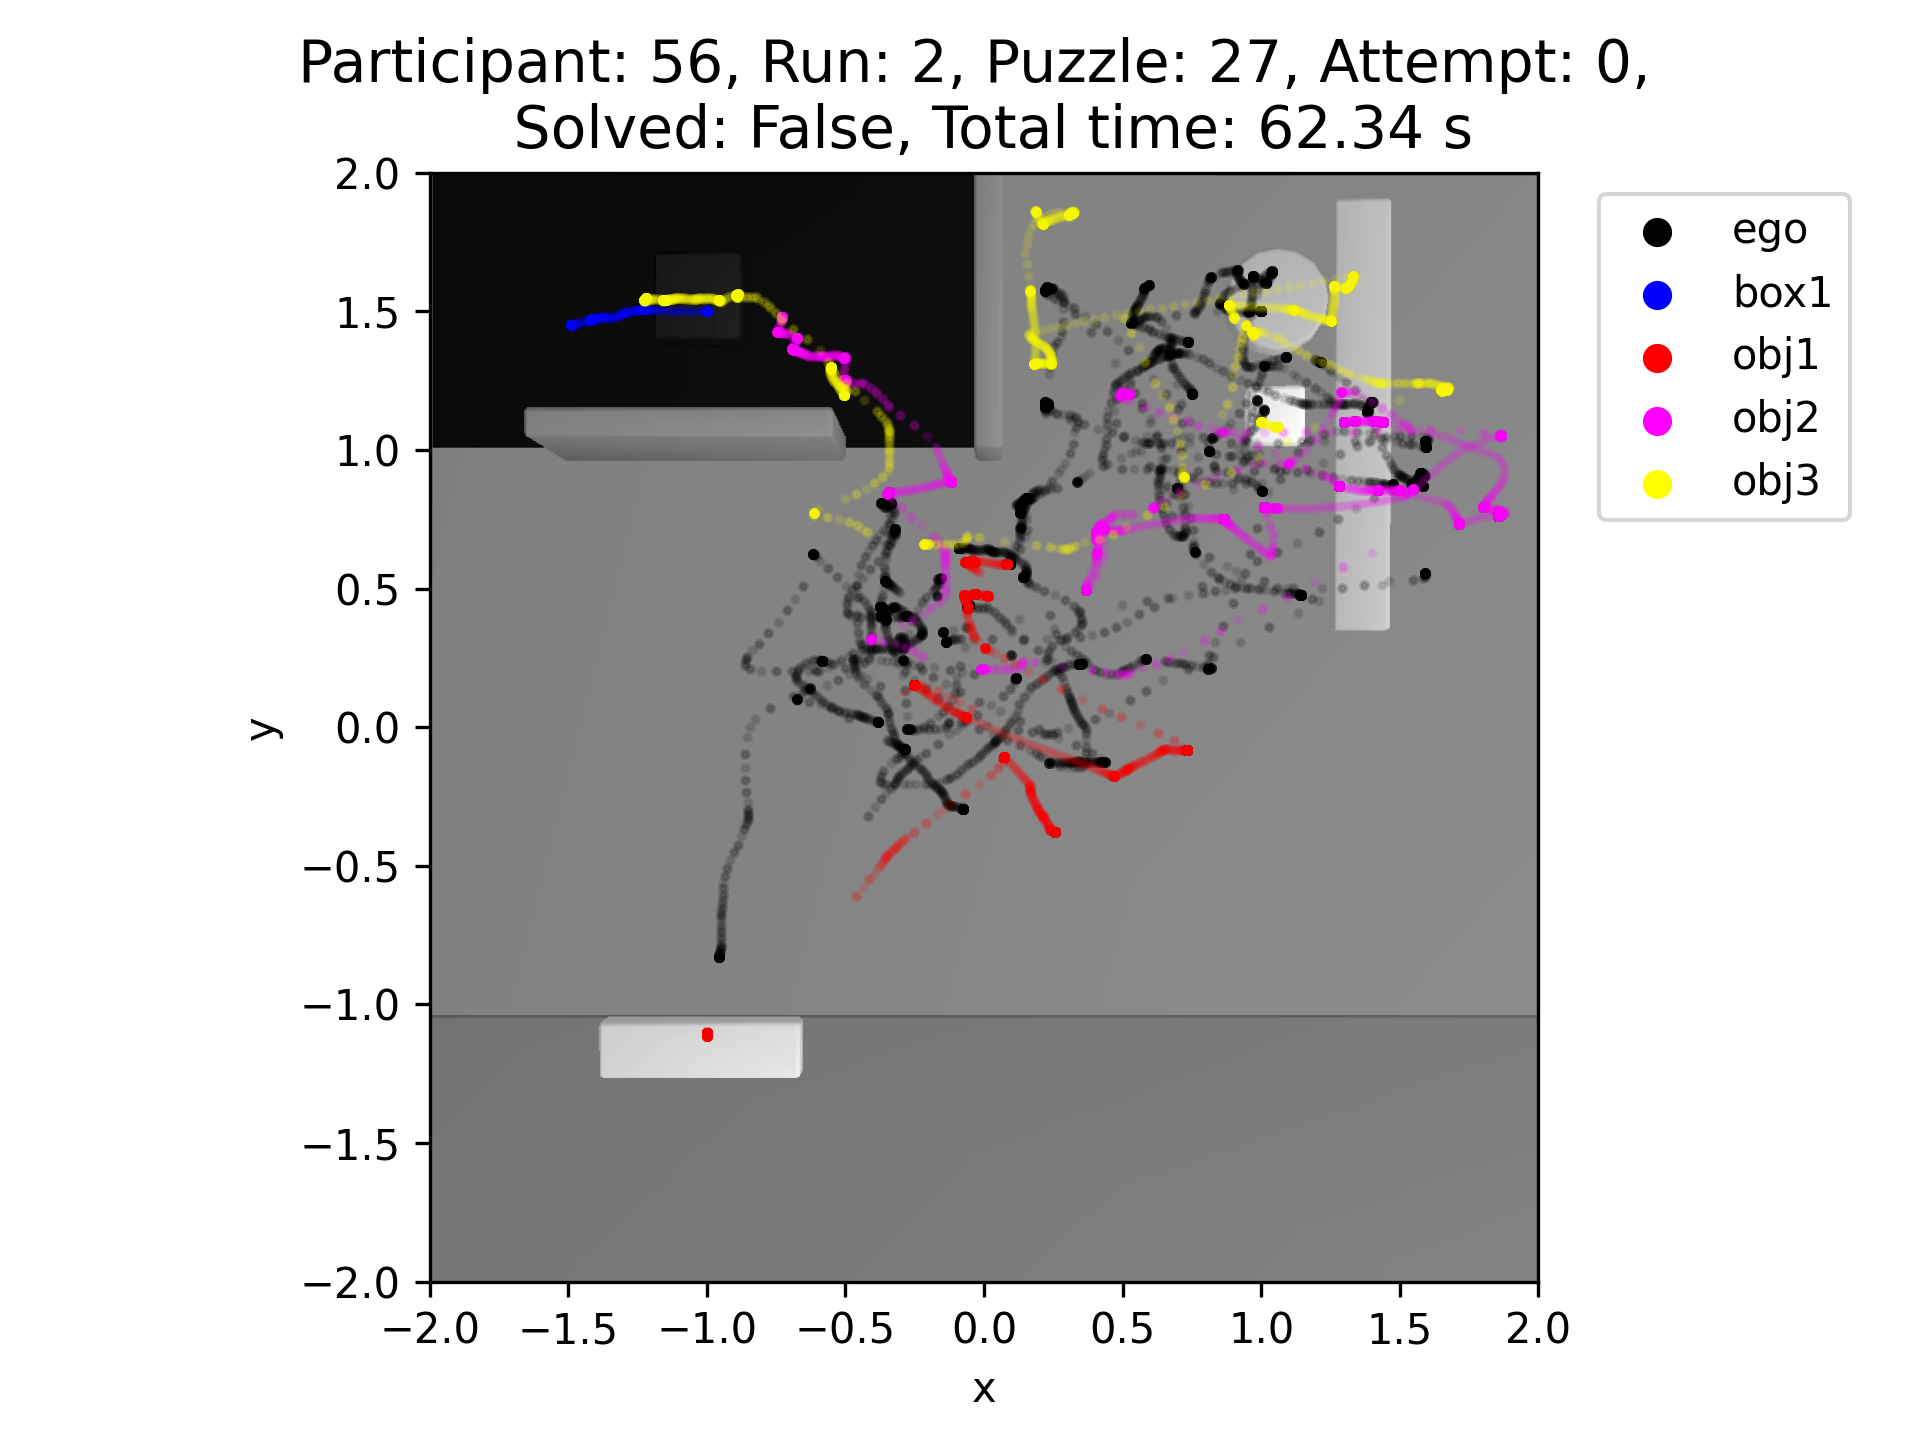 Participant: 56, Run: 2, Puzzle: 27, Attempt: 0,
Solved: False, Total time: 62.34 s
2.0
1.5
1.0
0.5
0.0
−0.5
−1.0
−1.5
−2.0
y
−2.0 −1.5 −1.0 −0.5 0.0 0.5 1.0 1.5 2.0
x
ego
box1
obj1
obj2
obj3